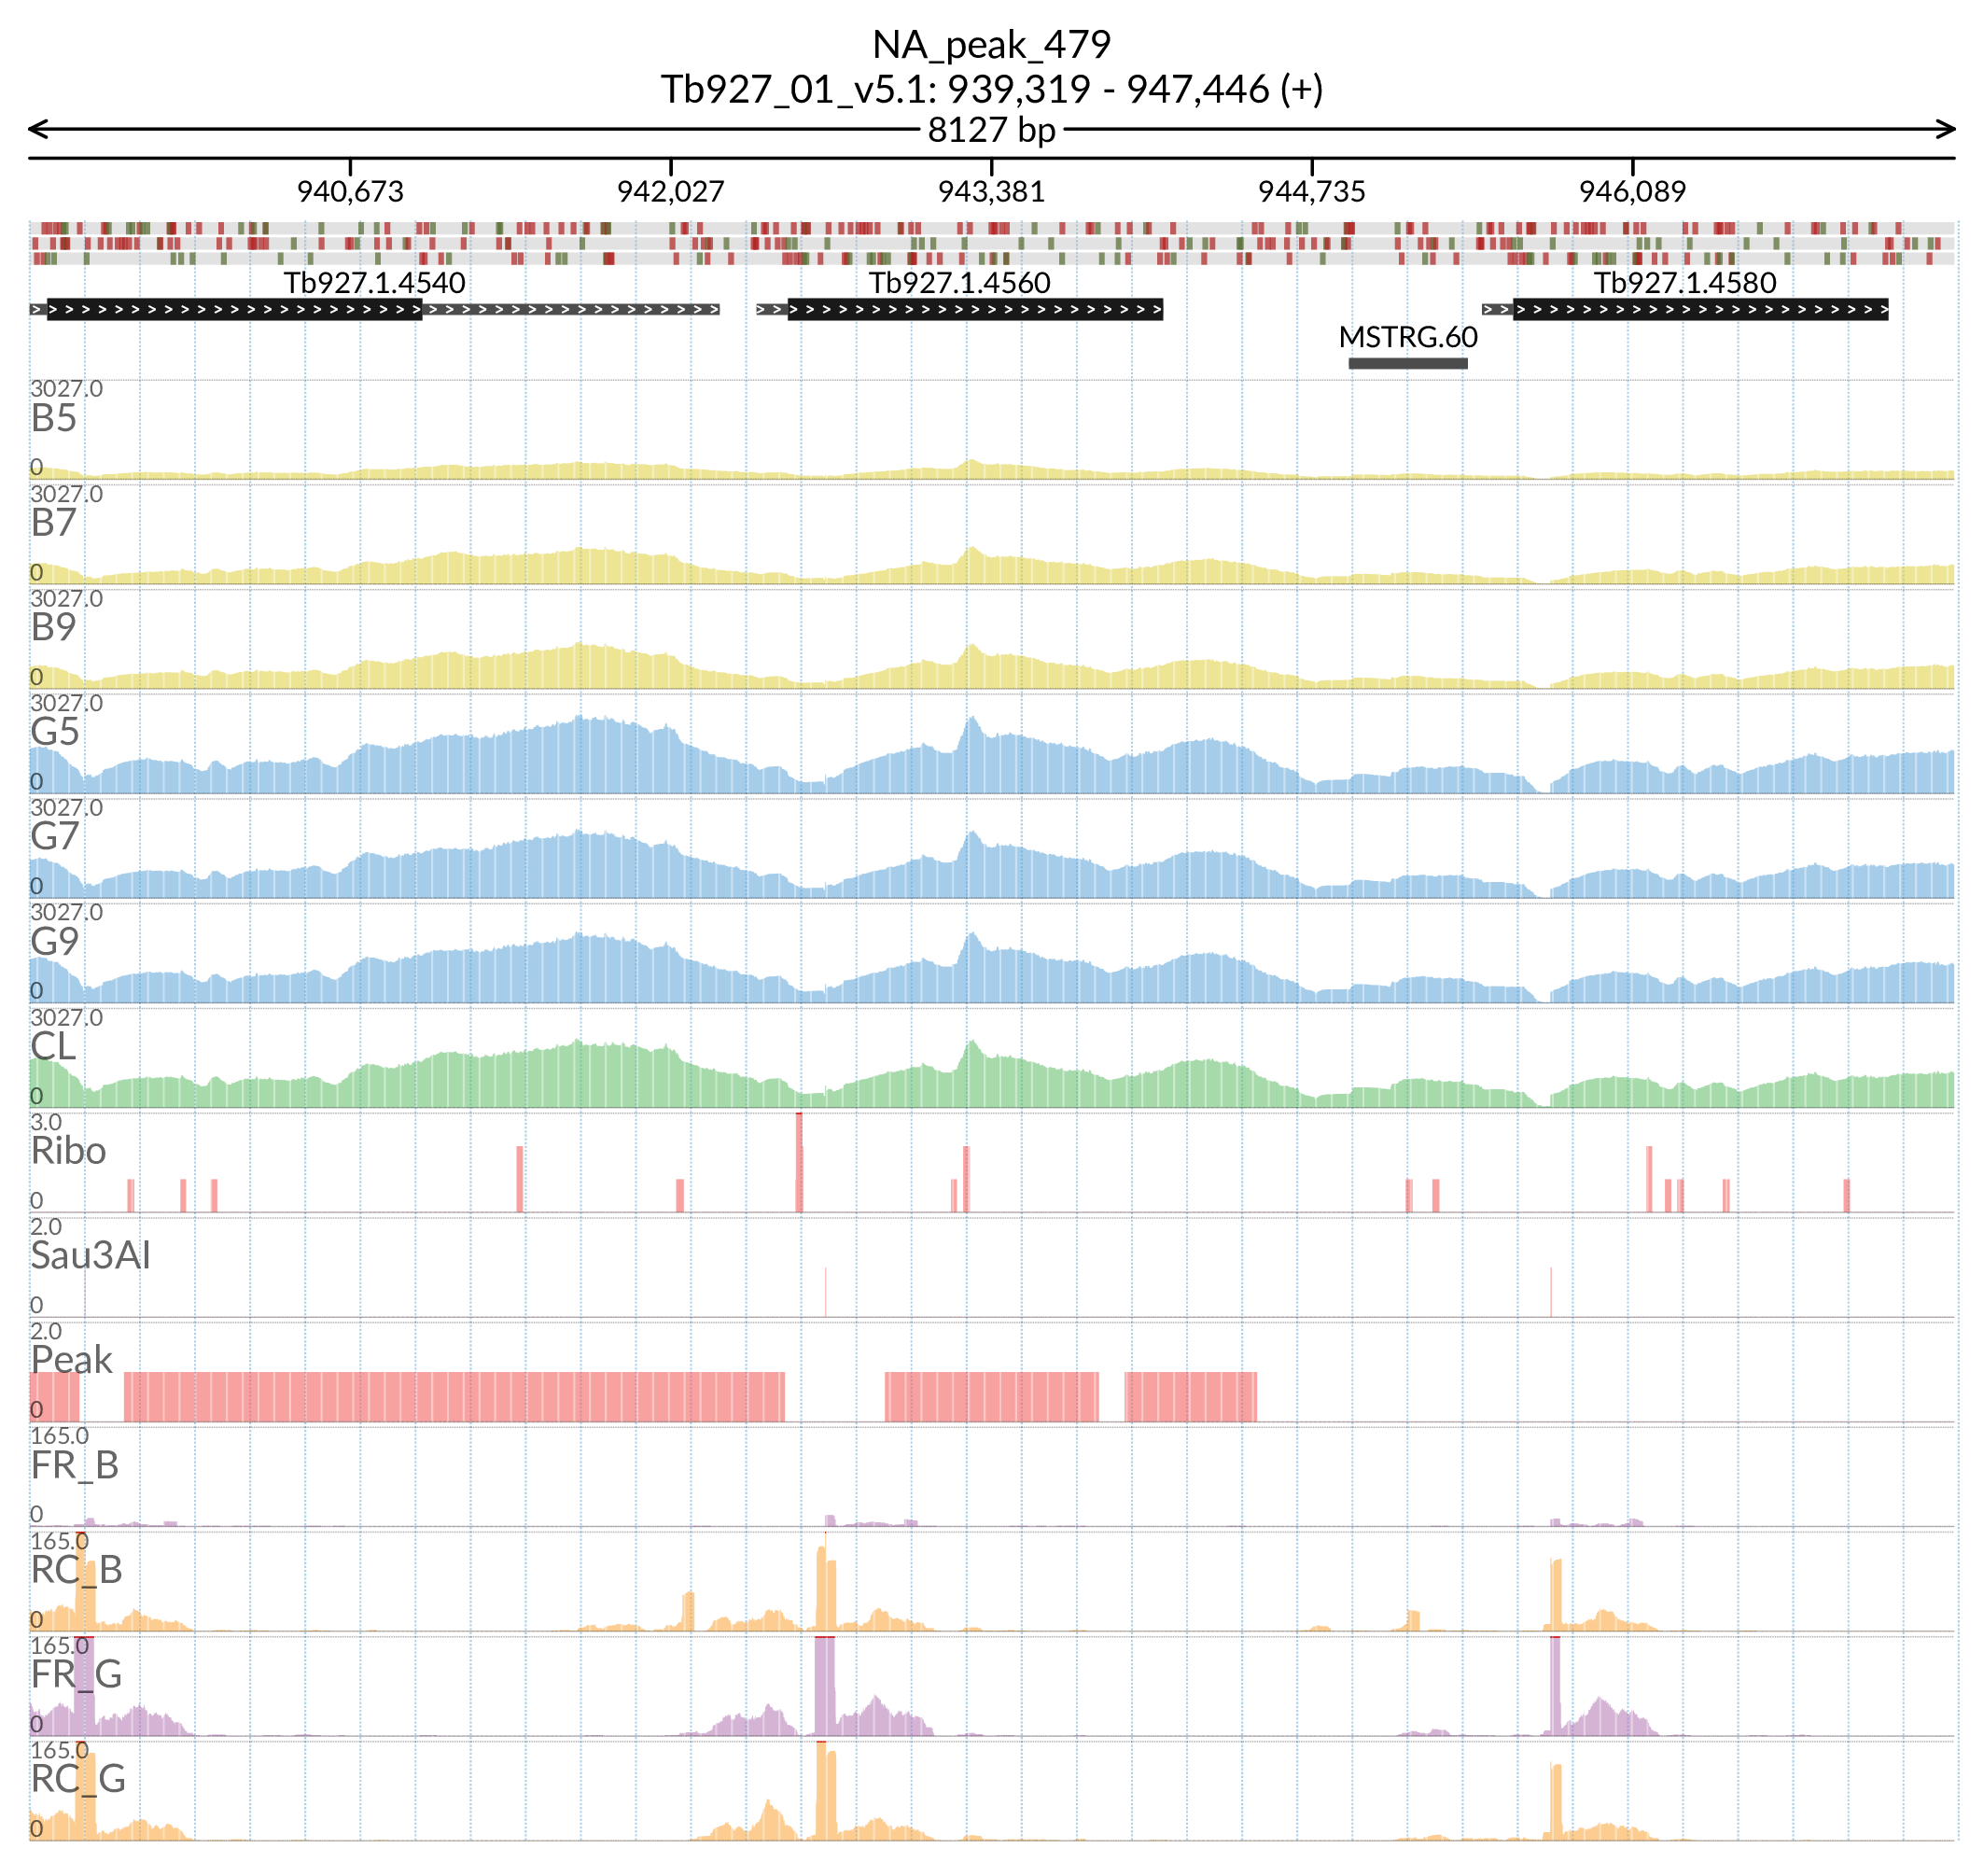 NA_peak_479
Tb927_01_v5.1: 939,319 - 947,446 (+)
8127 bp
940,673 942,027 943,381 944,735 946,089
Tb927.1.4540 Tb927.1.4560 Tb927.1.4580
MSTRG.60
3027.0
B5
0
3027.0
B7
0
3027.0
B9
0
3027.0
G5
0
3027.0
G7
0
3027.0
G9
0
3027.0
CL
0
3.0
Ribo
0
2.0
Sau3AI
0
2.0
Peak
0
165.0
FR_B
0
165.0
RC_B
0
165.0
FR_G
0
165.0
RC_G
0